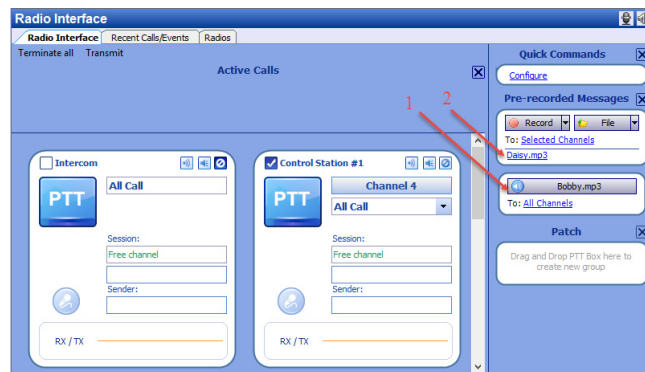 Radio Interface
Radio Interface Recent Calls/Events Radios
Terminate all Transmit
Active Calls
Intercom
PTT
All Call
Session:
Free channel
Sender:
RX / TX
Control Station #1
PTT
Channel 4
All Call
Session:
Free channel
Sender:
RX / TX
Quick Commands
Configure
1 2
Pre-recorded Messages
Record File
To: Selected Channels
Daisy.mp3
Bobby.mp3
To: All Channels
Patch
Drag and Drop PTT Box here to
create new group